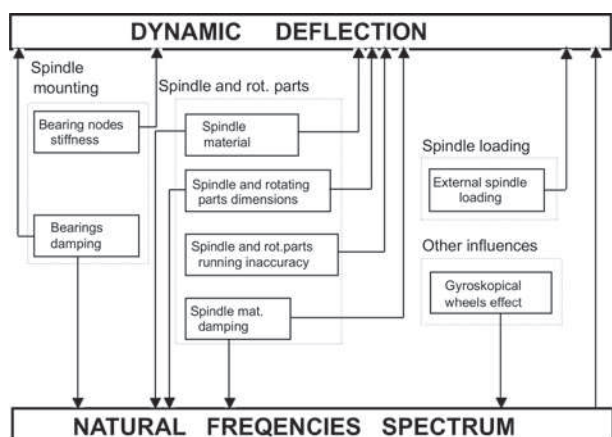 DYNAMIC DEFLECTION
Spindle
mounting
Bearing nodes
stiffness
Bearings
damping
Spindle and rot. parts
Spindle
material
Spindle and rotating
parts dimensions
Spindle and rot.parts
running inaccuracy
Spindle mat.
damping
Spindle loading
External spindle
loading
Other influences
Gyroskopical
wheels effect
NATURAL FREQENCIES SPECTRUM